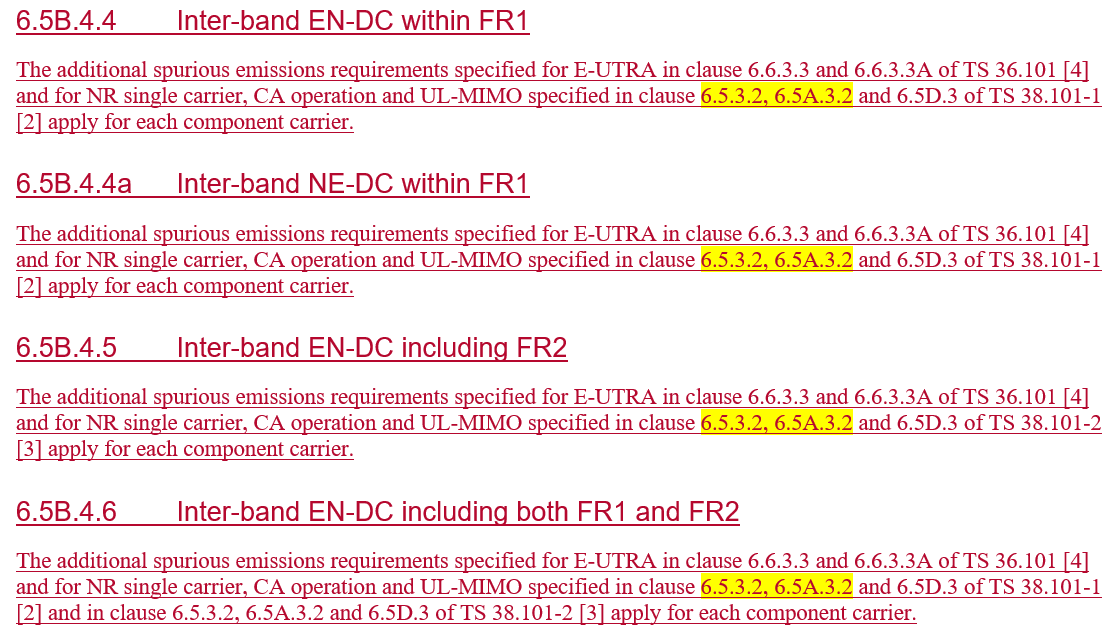 6.5B.4.4 Inter-band EN-DC within FR1
The additional spurious emissions requirements specified for E-UTRA in clause 6.6.3.3 and 6.6.3.3A of TS 36.101 [4]
and for NR single carrier, CA operation and UL-MIMO specified in clause 6.5.3.2, 6.5A.3.2 and 6.5D.3 of TS 38.101-1
[2] apply for each component carrier.
6.5B.4.4a Inter-band NE-DC within FR1
The additional spurious emissions requirements specified for E-UTRA in clause 6.6.3.3 and 6.6.3.3A of TS 36.101 [4]
and for NR single carrier, CA operation and UL-MIMO specified in clause 6.5.3.2, 6.5A.3.2 and 6.5D.3 of TS 38.101-1
[2] apply for each component carrier.
6.5B.4.5 Inter-band EN-DC including FR2
The additional spurious emissions requirements specified for E-UTRA in clause 6.6.3.3 and 6.6.3.3A of TS 36.101 [4]
and for NR single carrier, CA operation and UL-MIMO specified in clause 6.5.3.2, 6.5A.3.2 and 6.5D.3 of TS 38.101-2
[3] apply for each component carrier.
6.5B.4.6 Inter-band EN-DC including both FR1 and FR2
The additional spurious emissions requirements specified for E-UTRA in clause 6.6.3.3 and 6.6.3.3A of TS 36.101 [4]
and for NR single carrier, CA operation and UL-MIMO specified in clause 6.5.3.2, 6.5A.3.2 and 6.5D.3 of TS 38.101-1
[2] and in clause 6.5.3.2, 6.5A.3.2 and 6.5D.3 of TS 38.101-2 [3] apply for each component carrier.